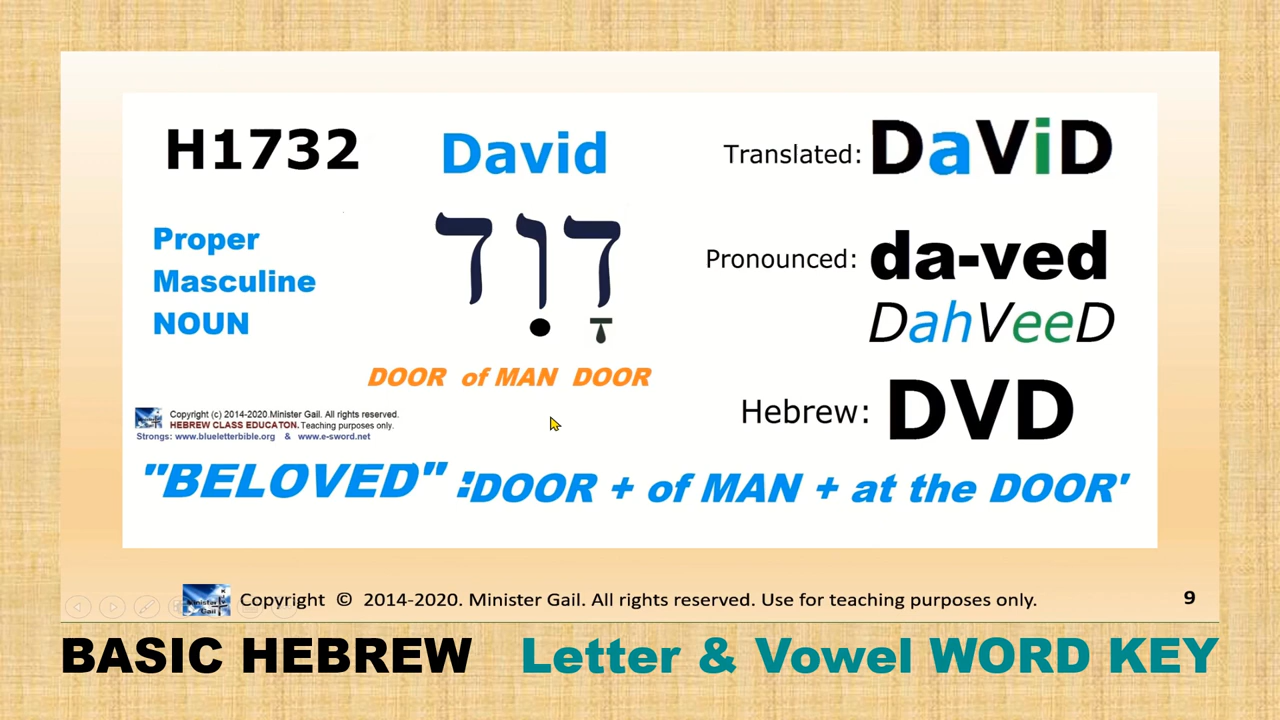 H1732
David
Translated: DaViD
דָוִד
Proper
Masculine
NOUN
Pronounced: da-ved
DahVeeD
DOOR of MAN DOOR
Hebrew: DVD
Copyright (c) 2014-2020.Minister Gail. All rights reserved.
HEBREW CLASS EDUCATON. Teaching purposes only.
Strongs: www.blueletterbible.org & www.e-sword.net
"BELOVED" :'DOOR + of MAN + at the DOOR'
Copyright © 2014-2020. Minister Gail. All rights reserved. Use for teaching purposes only.
9
BASIC HEBREW Letter & Vowel WORD KEY